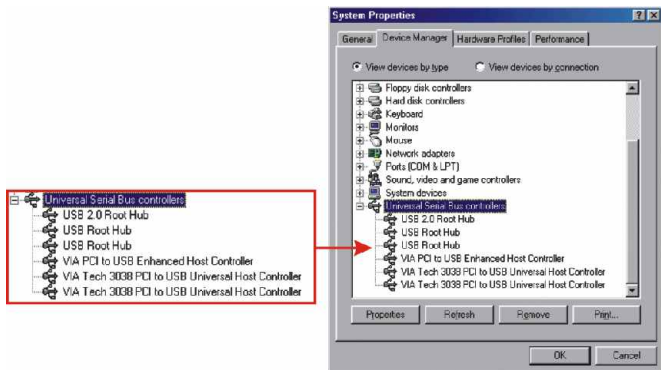 System Properties
General Device Manager Hardware Profiles Performance
View devices by type View devices by connection
Floppy disk controllers
Hard disk controllers
Keyboard
Monitors
Mouse
Network adapters
Ports (COM & LPT)
Sound, video and game controllers
System devices
Universal Serial Bus controllers
USB 2.0 Root Hub
USB Root Hub
USB Root Hub
VIA PCI to USB Enhanced Host Controller
VIA Tech 3038 PCI to USB Universal Host Controller
VIA Tech 3038 PCI to USB Universal Host Controller
Properties Refresh Remove Print...
OK Cancel
Universal Serial Bus controllers
USB 2.0 Root Hub
USB Root Hub
USB Root Hub
VIA PCI to USB Enhanced Host Controller
VIA Tech 3038 PCI to USB Universal Host Controller
VIA Tech 3038 PCI to USB Universal Host Controller